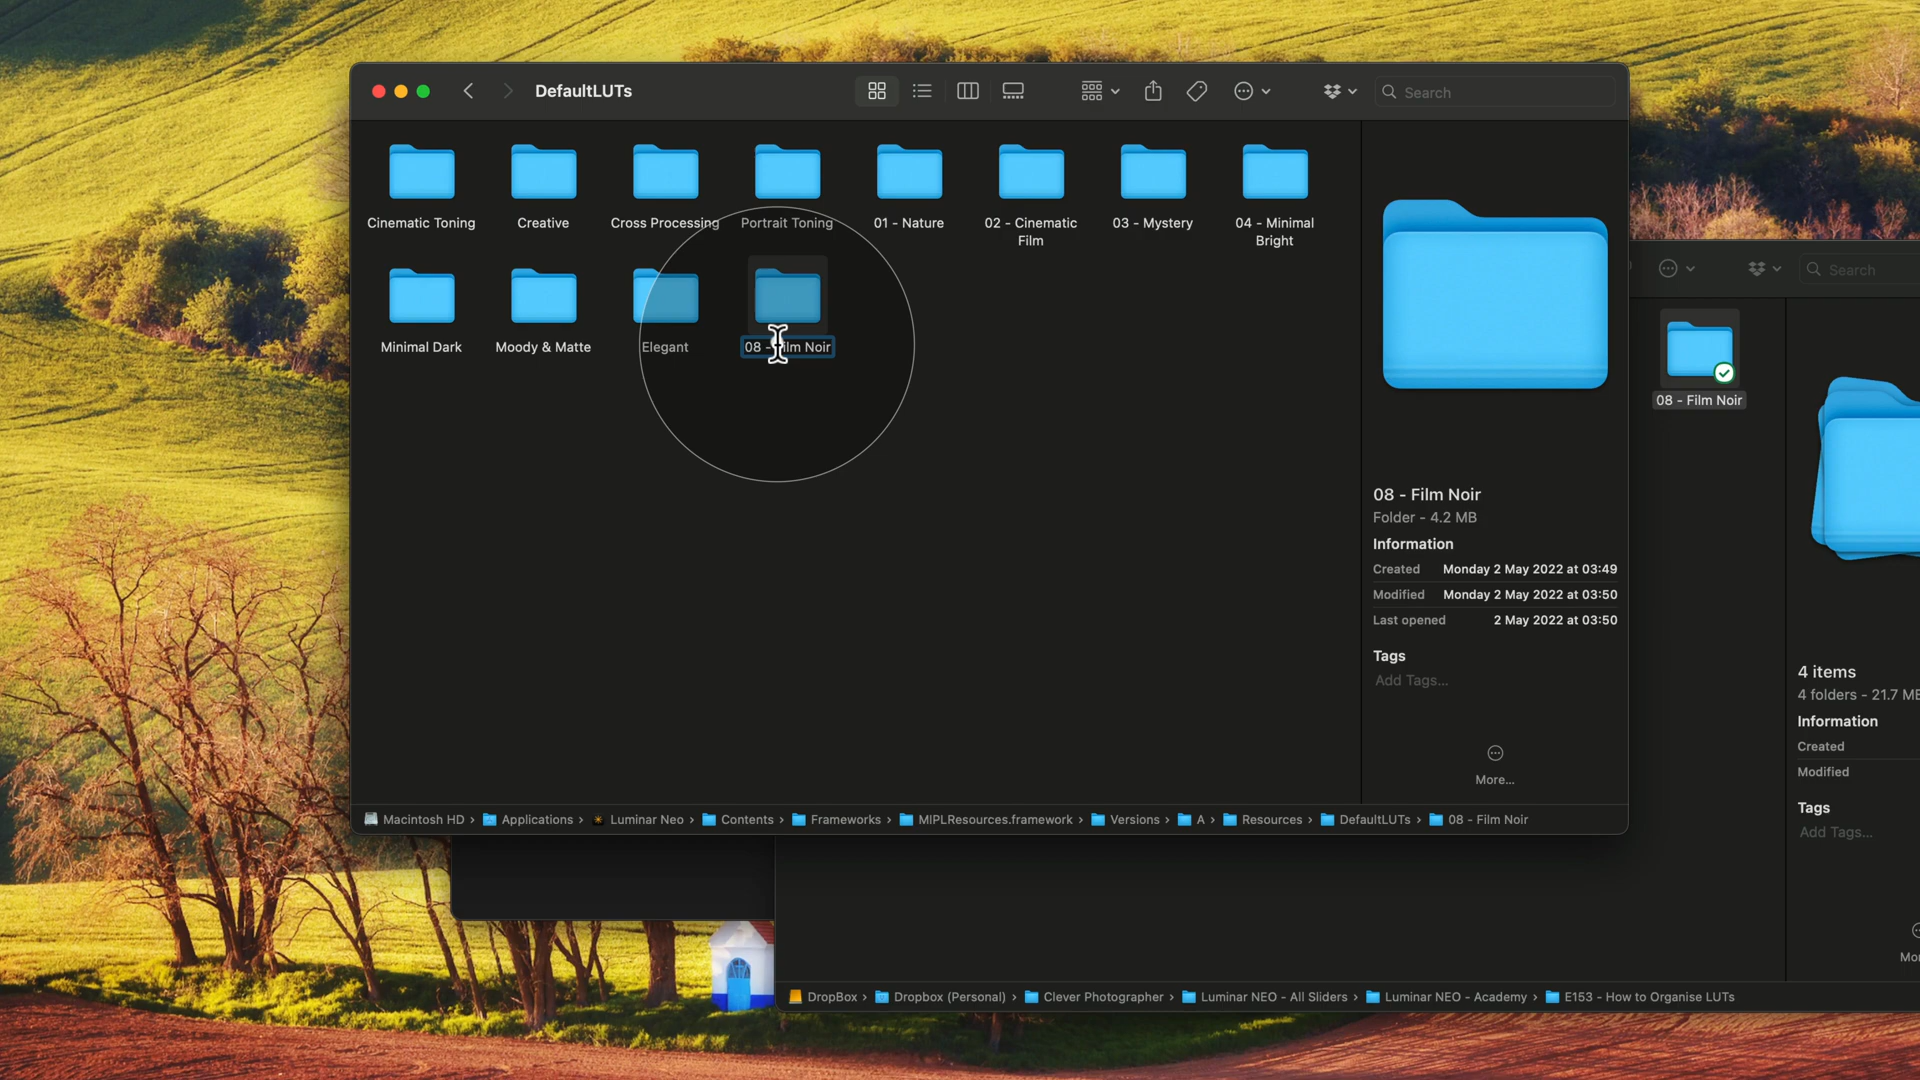 DefaultLUTs
Search
Cinematic Toning
Creative
Cross Processing
Portrait Toning
01 - Nature
02 - Cinematic
Film
03 - Mystery
04 - Minimal
Bright
Minimal Dark
Moody & Matte
Elegant
08 - Film Noir
08 - Film Noir
Folder - 4.2 MB
Information
Created Monday 2 May 2022 at 03:49
Modified Monday 2 May 2022 at 03:50
Last opened 2 May 2022 at 03:50
Tags
Add Tags...
More...
Macintosh HD › Applications › Luminar Neo › Contents › Frameworks › MIPLResources.framework › Versions › A › Resources › DefaultLUTs › 08 - Film Noir
Search
08 - Film Noir
4 items
4 folders - 21.7 MB
Information
Created
Modified
Tags
Add Tags...
DropBox › Dropbox (Personal) › Clever Photographer › Luminar NEO - All Sliders › Luminar NEO - Academy › E153 - How to Organise LUTs